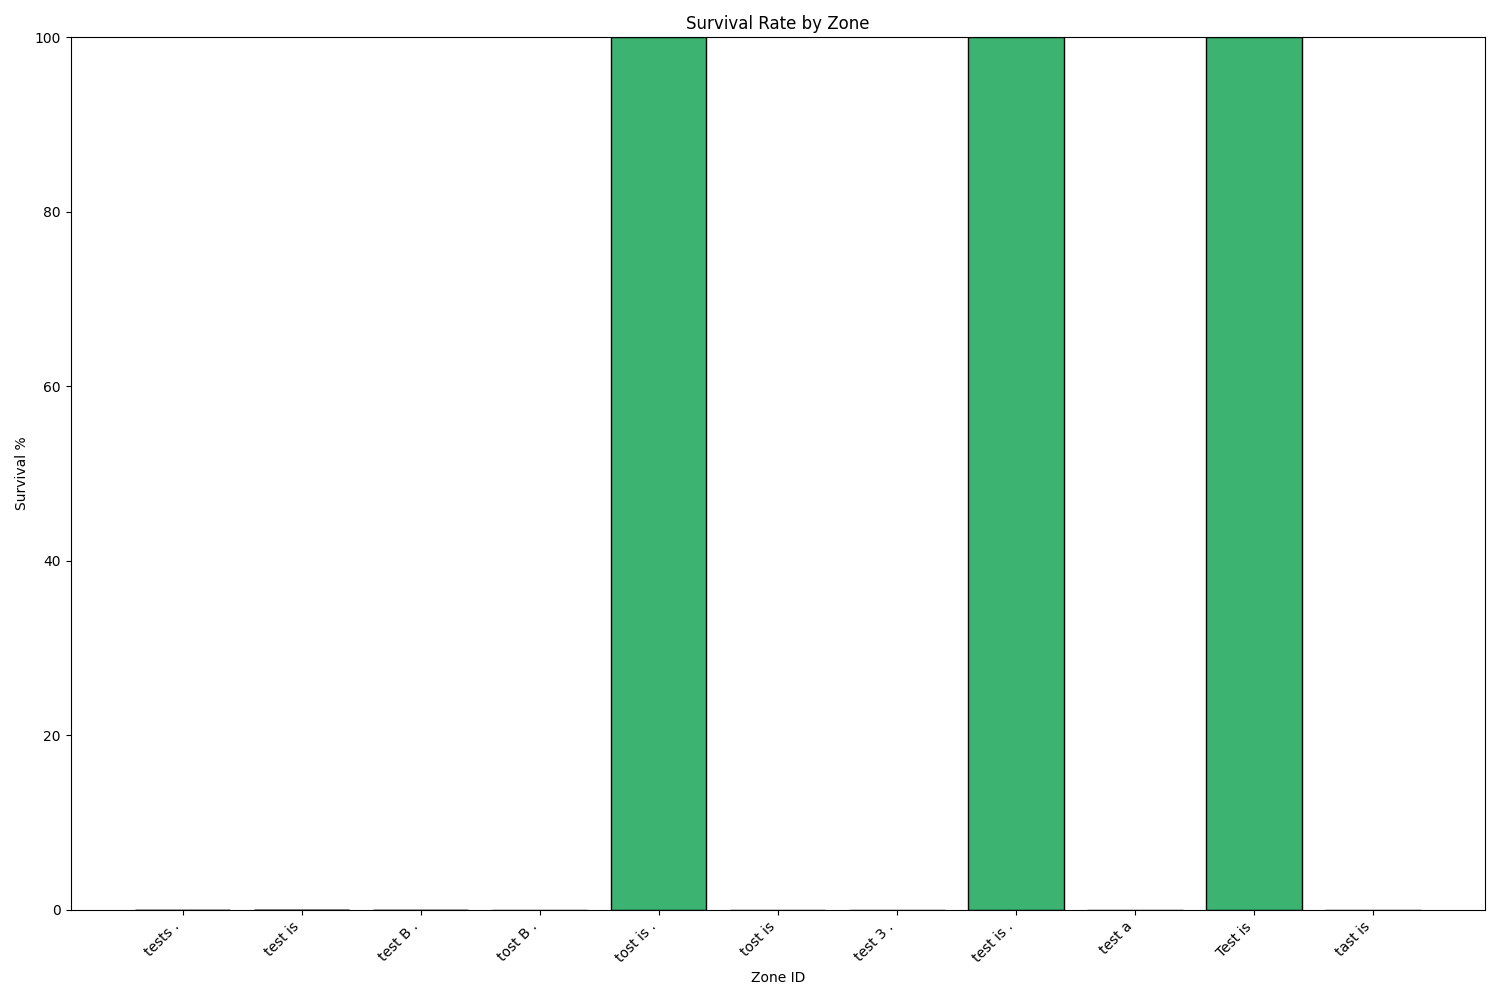 Survival Rate by Zone
100
80
60
40
20
0
Survival %
tests .
test is
test B .
tost B .
tost is .
tost is
test 3 .
test is .
test a
Test is
tast is
Zone ID